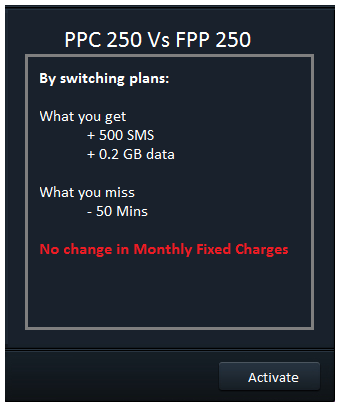 PPC 250 Vs FPP 250
By switching plans:
What you get
+ 500 SMS
+ 0.2 GB data
What you miss
- 50 Mins
No change in Monthly Fixed Charges
Activate